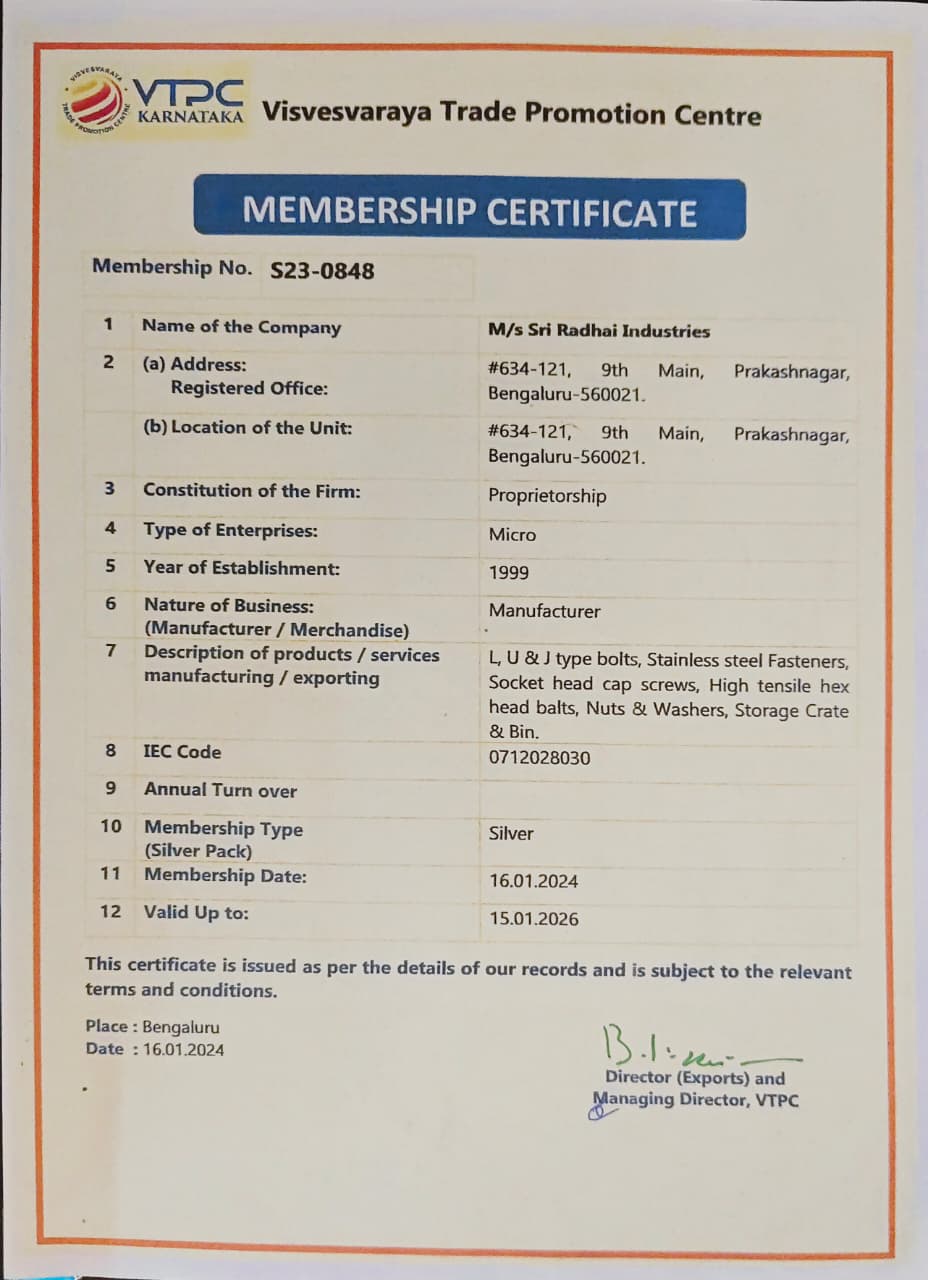 VISVESVARAYA
TRADE PROMOTION CENTRE
VTPC
KARNATAKA
Visvesvaraya Trade Promotion Centre
MEMBERSHIP CERTIFICATE
Membership No. S23-0848
1 Name of the Company M/s Sri Radhai Industries
2 (a) Address: #634-121, 9th Main, Prakashnagar,
Registered Office: Bengaluru-560021.
(b) Location of the Unit: #634-121, 9th Main, Prakashnagar,
Bengaluru-560021.
3 Constitution of the Firm: Proprietorship
4 Type of Enterprises: Micro
5 Year of Establishment: 1999
6 Nature of Business: Manufacturer
(Manufacturer / Merchandise)
7 Description of products / services L, U & J type bolts, Stainless steel Fasteners,
manufacturing / exporting Socket head cap screws, High tensile hex
head balts, Nuts & Washers, Storage Crate
& Bin.
8 IEC Code 0712028030
9 Annual Turn over
10 Membership Type Silver
(Silver Pack)
11 Membership Date: 16.01.2024
12 Valid Up to: 15.01.2026
This certificate is issued as per the details of our records and is subject to the relevant
terms and conditions.
Place : Bengaluru
Date : 16.01.2024
Director (Exports) and
Managing Director, VTPC